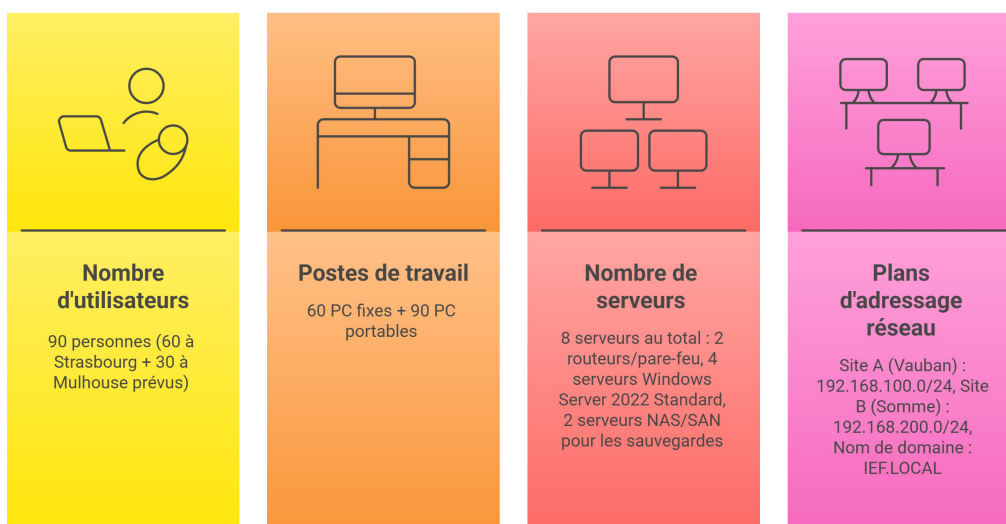 Nombre
d'utilisateurs
90 personnes (60 à
Strasbourg + 30 à
Mulhouse prévus)
Postes de travail
60 PC fixes + 90 PC
portables
Nombre de
serveurs
8 serveurs au total : 2
routeurs/pare-feu, 4
serveurs Windows
Server 2022 Standard,
2 serveurs NAS/SAN
pour les sauvegardes
Plans
d'adressage
réseau
Site A (Vauban) :
192.168.100.0/24, Site
B (Somme) :
192.168.200.0/24,
Nom de domaine :
IEF.LOCAL